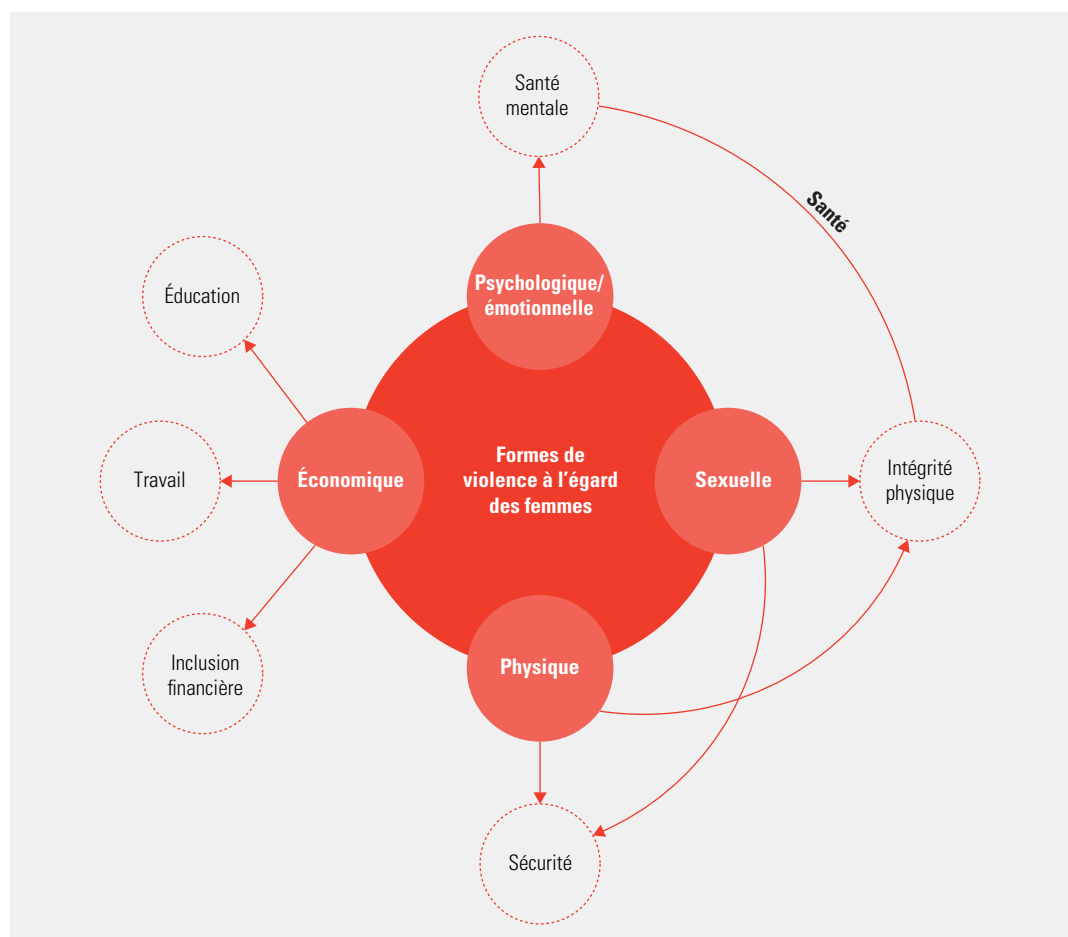 Santé
mentale
Santé
Psychologique/
émotionnelle
Éducation
Travail
Économique
Formes de
violence à l’égard
des femmes
Sexuelle
Intégrité
physique
Inclusion
financière
Physique
Sécurité